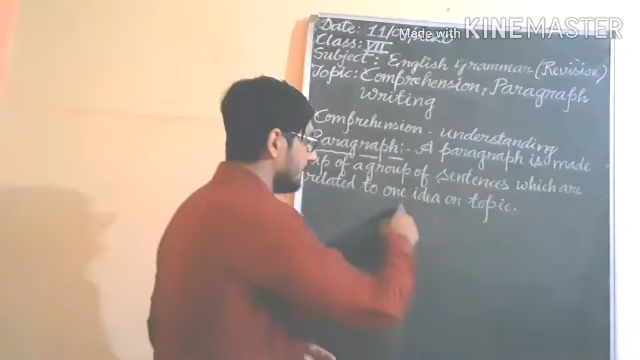 Made with KINEMASTER
Date: 11/
Class: VII
Subject: English Grammar (Revision)
Topic: Comprehension, Paragraph
Writing
Comprehension - understanding
Paragraph:- A paragraph is made
up of a group of sentences which are
related to one idea or topic.